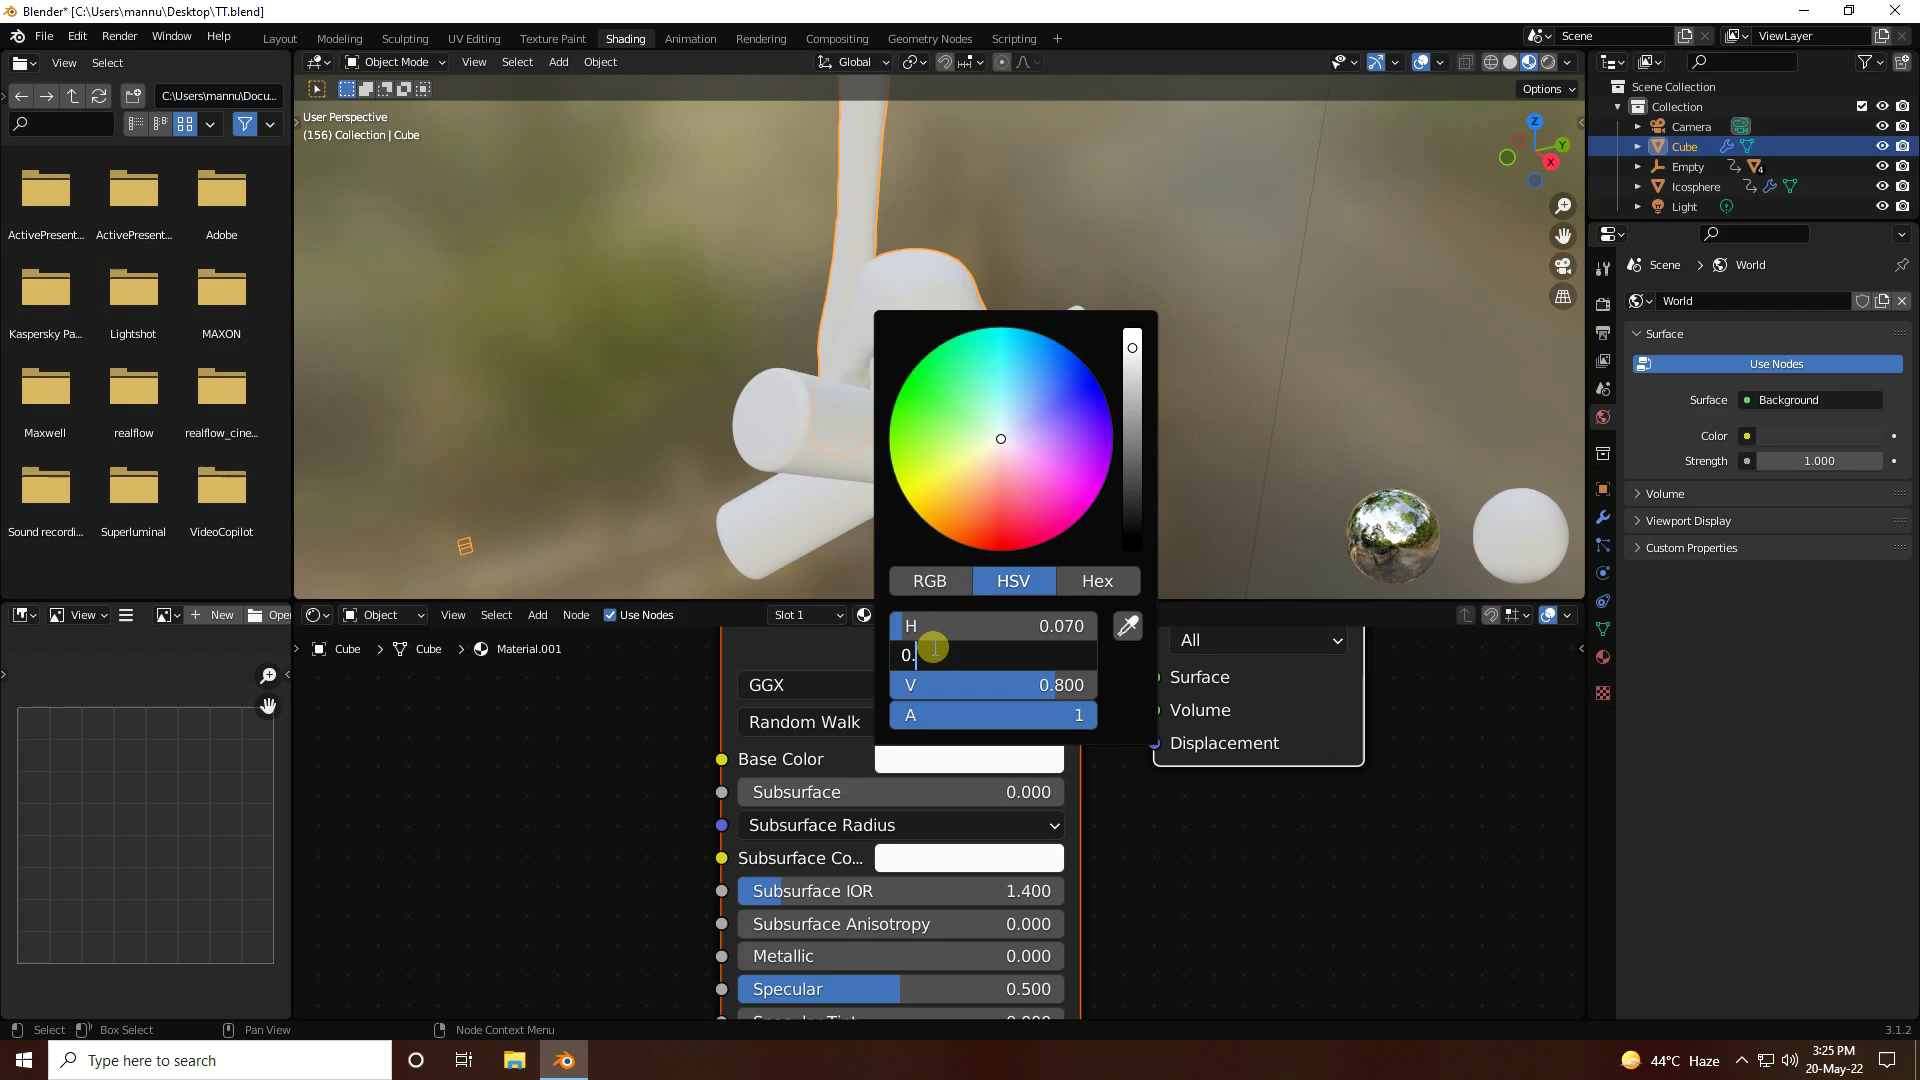 Blender* [C:\Users\mannu\Desktop\TT.blend]
File Edit Render Window Help
Layout Modeling Sculpting UV Editing Texture Paint Shading Animation Rendering Compositing Geometry Nodes Scripting +
Scene
ViewLayer
View Select
Object Mode View Select Add Object
Global
C:\Users\mannu\Docu...
Options
User Perspective
(156) Collection | Cube
Z
Y
X
Scene Collection
Collection
Camera
Cube
Empty
4
Icosphere
Light
Scene > World
World
Surface
Use Nodes
Surface Background
Color
Strength 1.000
Volume
Viewport Display
Custom Properties
ActivePresent... ActivePresent... Adobe
Kaspersky Pa... Lightshot MAXON
Maxwell realflow realflow_cine...
Sound recordi... Superluminal VideoCopilot
RGB HSV Hex
H 0.070
0.
V 0.800
A 1
View
New
Open
Object View Select Add Node Use Nodes
Slot 1
Cube > Cube > Material.001
GGX
Random Walk
Base Color
Subsurface 0.000
Subsurface Radius
Subsurface Co...
Subsurface IOR 1.400
Subsurface Anisotropy 0.000
Metallic 0.000
Specular 0.500
All
Surface
Volume
Displacement
Select Box Select Pan View Node Context Menu
3.1.2
Type here to search
44°C Haze
3:25 PM
20-May-22